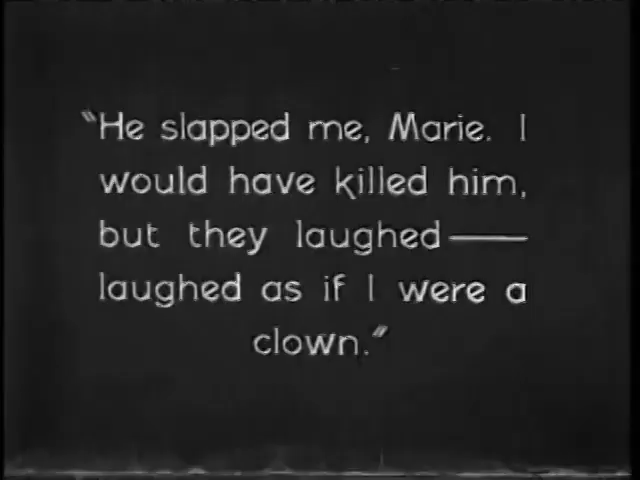 "He slapped me, Marie. I
would have killed him,
but they laughed——
laughed as if I were a
clown."